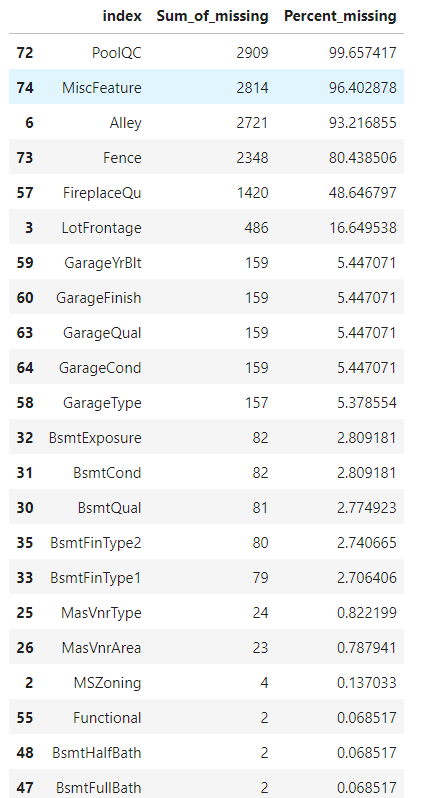 index Sum_of_missing Percent_missing
72 PoolQC 2909 99.657417
74 MiscFeature 2814 96.402878
6 Alley 2721 93.216855
73 Fence 2348 80.438506
57 FireplaceQu 1420 48.646797
3 LotFrontage 486 16.649538
59 GarageYrBlt 159 5.447071
60 GarageFinish 159 5.447071
63 GarageQual 159 5.447071
64 GarageCond 159 5.447071
58 GarageType 157 5.378554
32 BsmtExposure 82 2.809181
31 BsmtCond 82 2.809181
30 BsmtQual 81 2.774923
35 BsmtFinType2 80 2.740665
33 BsmtFinType1 79 2.706406
25 MasVnrType 24 0.822199
26 MasVnrArea 23 0.787941
2 MSZoning 4 0.137033
55 Functional 2 0.068517
48 BsmtHalfBath 2 0.068517
47 BsmtFullBath 2 0.068517